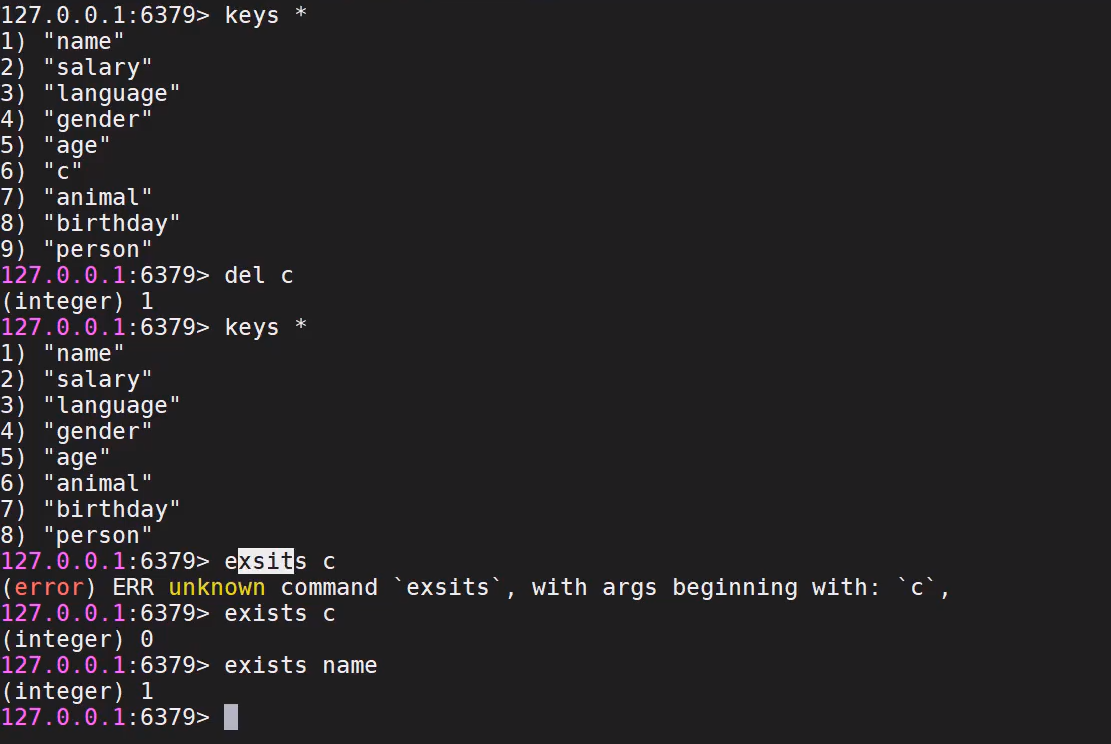 127.0.0.1:6379> keys *
1) "name"
2) "salary"
3) "language"
4) "gender"
5) "age"
6) "c"
7) "animal"
8) "birthday"
9) "person"
127.0.0.1:6379> del c
(integer) 1
127.0.0.1:6379> keys *
1) "name"
2) "salary"
3) "language"
4) "gender"
5) "age"
6) "animal"
7) "birthday"
8) "person"
127.0.0.1:6379> exsits c
(error) ERR unknown command `exsits`, with args beginning with: `c`,
127.0.0.1:6379> exists c
(integer) 0
127.0.0.1:6379> exists name
(integer) 1
127.0.0.1:6379>